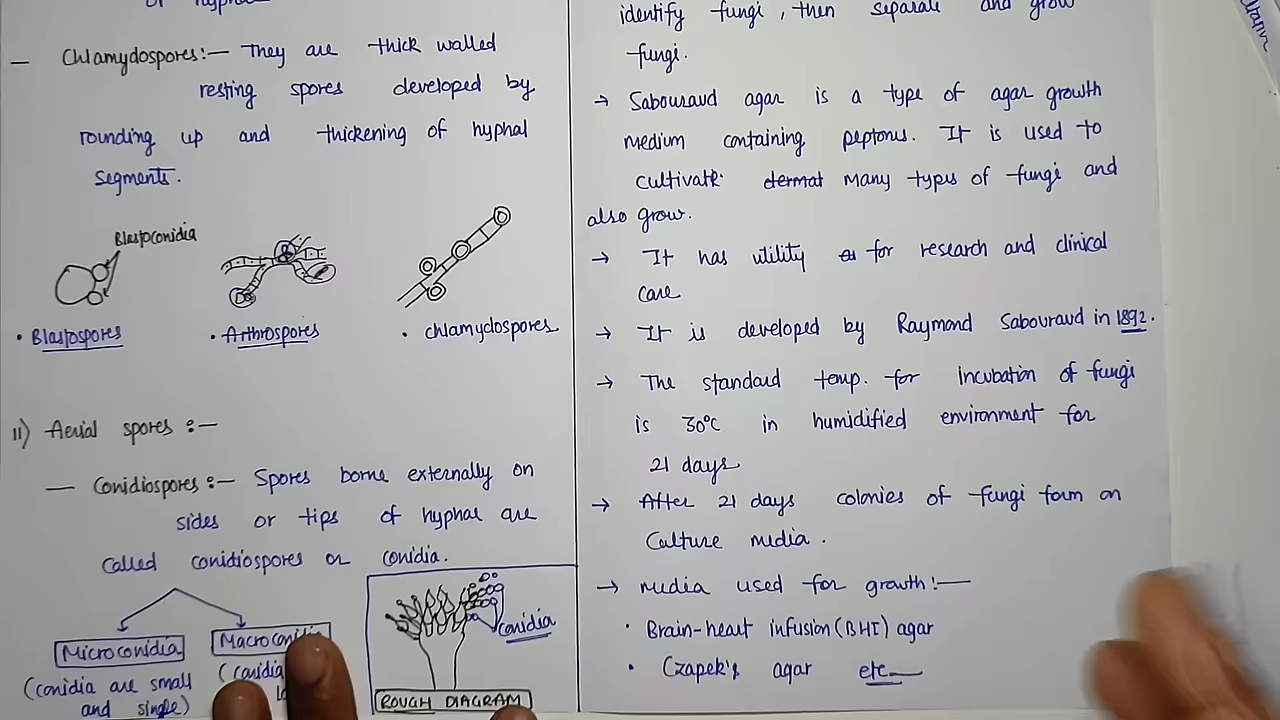 of hyphal
— Chlamydospores:— They are thick walled
resting spores developed by
rounding up and thickening of hyphal
segments.
Blastoconidia
• Blastospores
• Arthrospores
• chlamydospores
II) Aerial spores :—
— Conidiospores:— Spores borne externally on
sides or tips of hyphae are
called conidiospores or conidia.
Microconidia
(conidia are small
and single)
(conidia
conidia
ROUGH DIAGRAM
identify fungi, then separate and grow
fungi.
→ Sabouraud agar is a type of agar growth
medium containing peptones. It is used to
cultivate many types of fungi and
also grow.
→ It has utility for research and clinical
care
→ It is developed by Raymond Sabouraud in 1892.
→ The standard temp. for incubation of fungi
is 30°C in humidified environment for
21 days
→ After 21 days colonies of fungi form on
Culture media.
→ Media used for growth:—
• Brain-heart infusion (BHI) agar
• Czapek's agar etc—